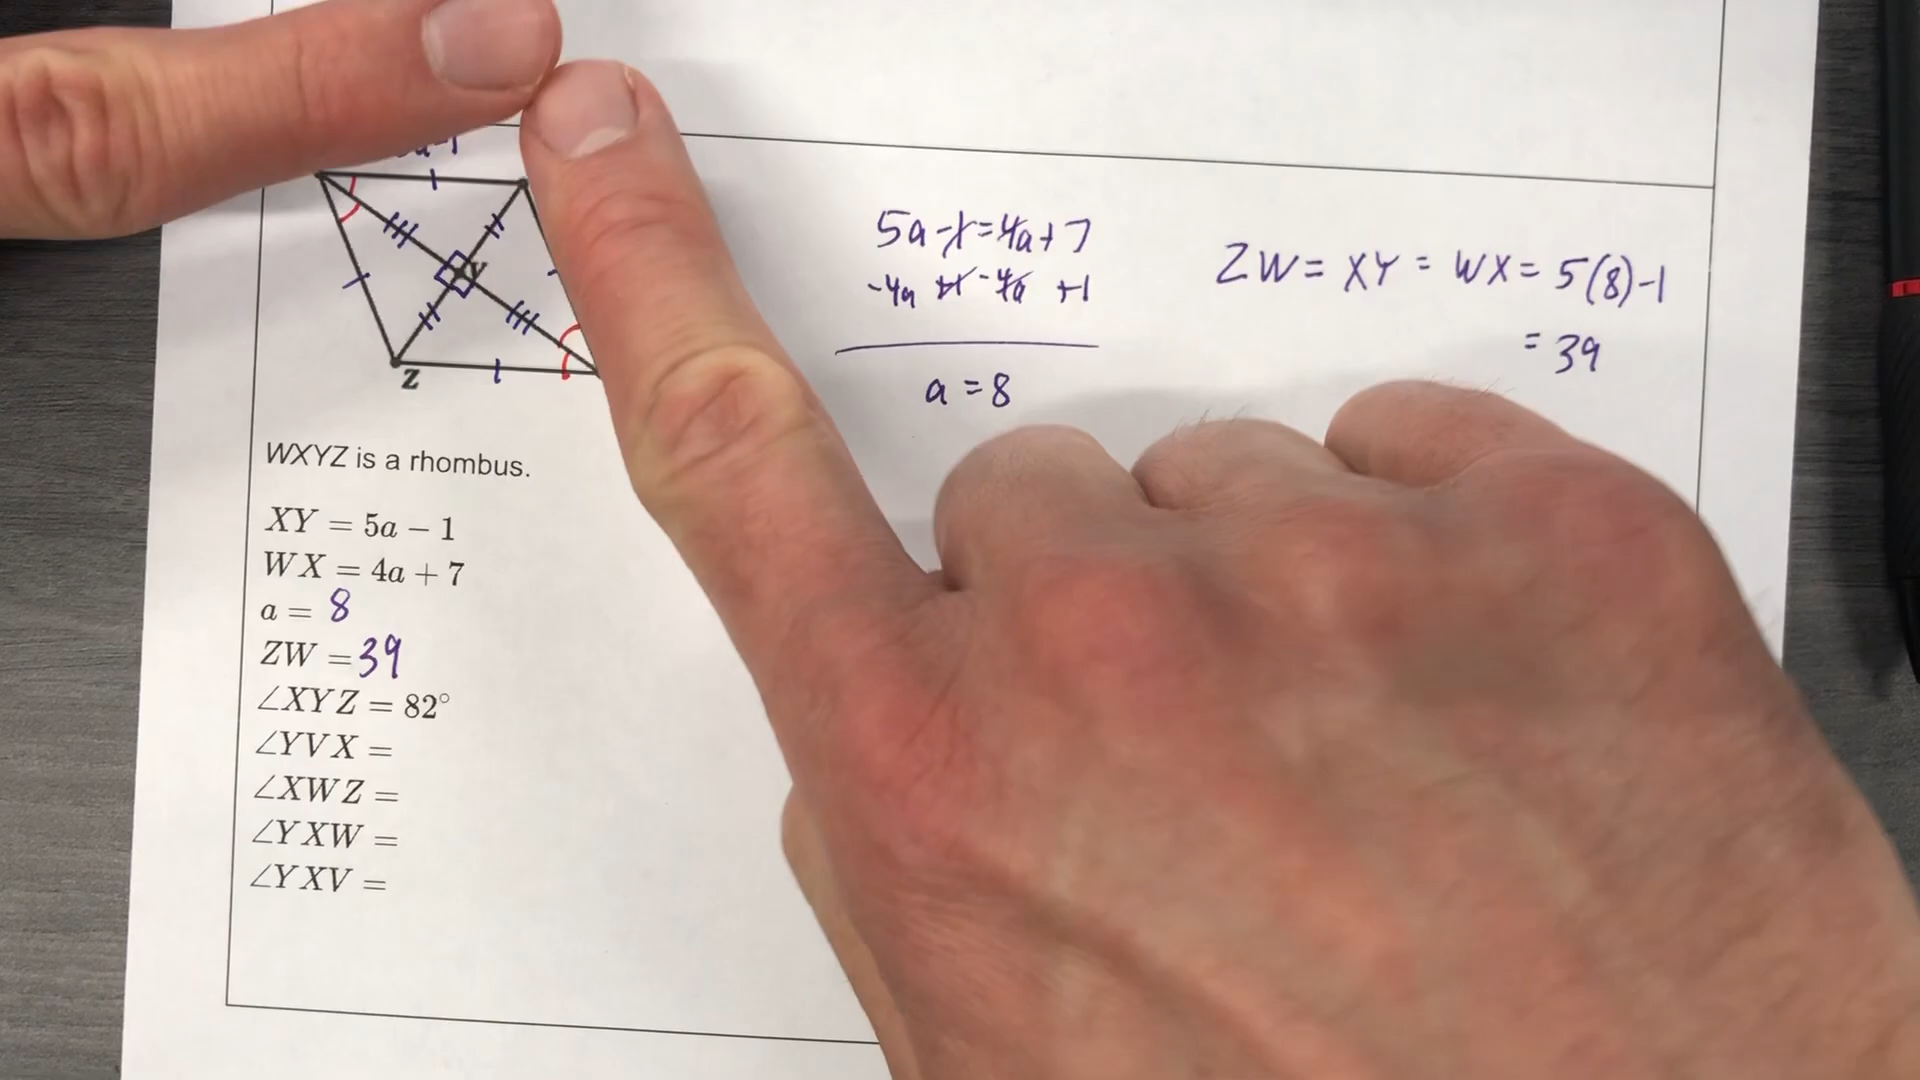 V
Z
5a-1=4a+7
-4a +1 -4a +1
a = 8
ZW = XY = WX = 5(8)-1
= 39
WXYZ is a rhombus.
XY = 5a − 1
WX = 4a + 7
a = 8
ZW = 39
∠XYZ = 82°
∠YVX =
∠XWZ =
∠YXW =
∠YXV =